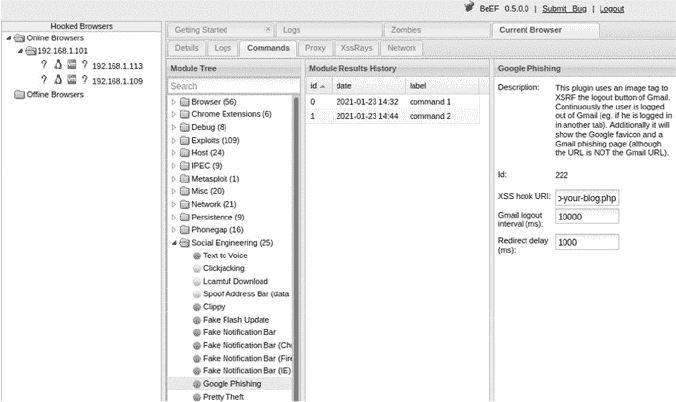 BeEF 0.5.0.0 | Submit Bug | Logout
Hooked Browsers
Online Browsers
192.168.1.101
? ? 192.168.1.113
? ? 192.168.1.109
Offline Browsers
Getting Started
Logs
Zombies
Current Browser
Details
Logs
Commands
Proxy
XssRays
Network
Module Tree
Search
Browser (56)
Chrome Extensions (6)
Debug (8)
Exploits (109)
Host (24)
IPEC (9)
Metasploit (1)
Misc (20)
Network (21)
Persistence (9)
Phonegap (16)
Social Engineering (25)
Text to Voice
Clickjacking
Lcamtuf Download
Spoof Address Bar (data
Clippy
Fake Flash Update
Fake Notification Bar
Fake Notification Bar (Ch
Fake Notification Bar (Fire
Fake Notification Bar (IE)
Google Phishing
Pretty Theft
Module Results History
id date label
0 2021-01-23 14:32 command 1
1 2021-01-23 14:44 command 2
Google Phishing
Description: This plugin uses an image tag to
XSRF the logout button of Gmail.
Continuously the user is logged
out of Gmail (eg. if he is logged in
in another tab). Additionally it will
show the Google favicon and a
Gmail phishing page (although
the URL is NOT the Gmail URL).
Id: 222
XSS hook URI: -your-blog.php
Gmail logout
interval (ms): 10000
Redirect delay
(ms): 1000